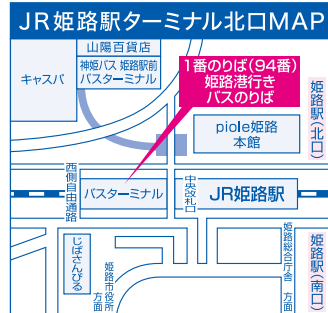 JR姫路駅ターミナル北口MAP
山陽百貨店
キャスパ
神姫バス 姫路駅前
バスターミナル
1番のりば(94番)
姫路港行き
バスのりば
姫路駅(北口)
piole姫路
本館
西側自由通路
バスターミナル
中央改札口
JR姫路駅
じばさんびる
姫路市役所
方面
姫路総合庁舎
方面
姫路駅(南口)